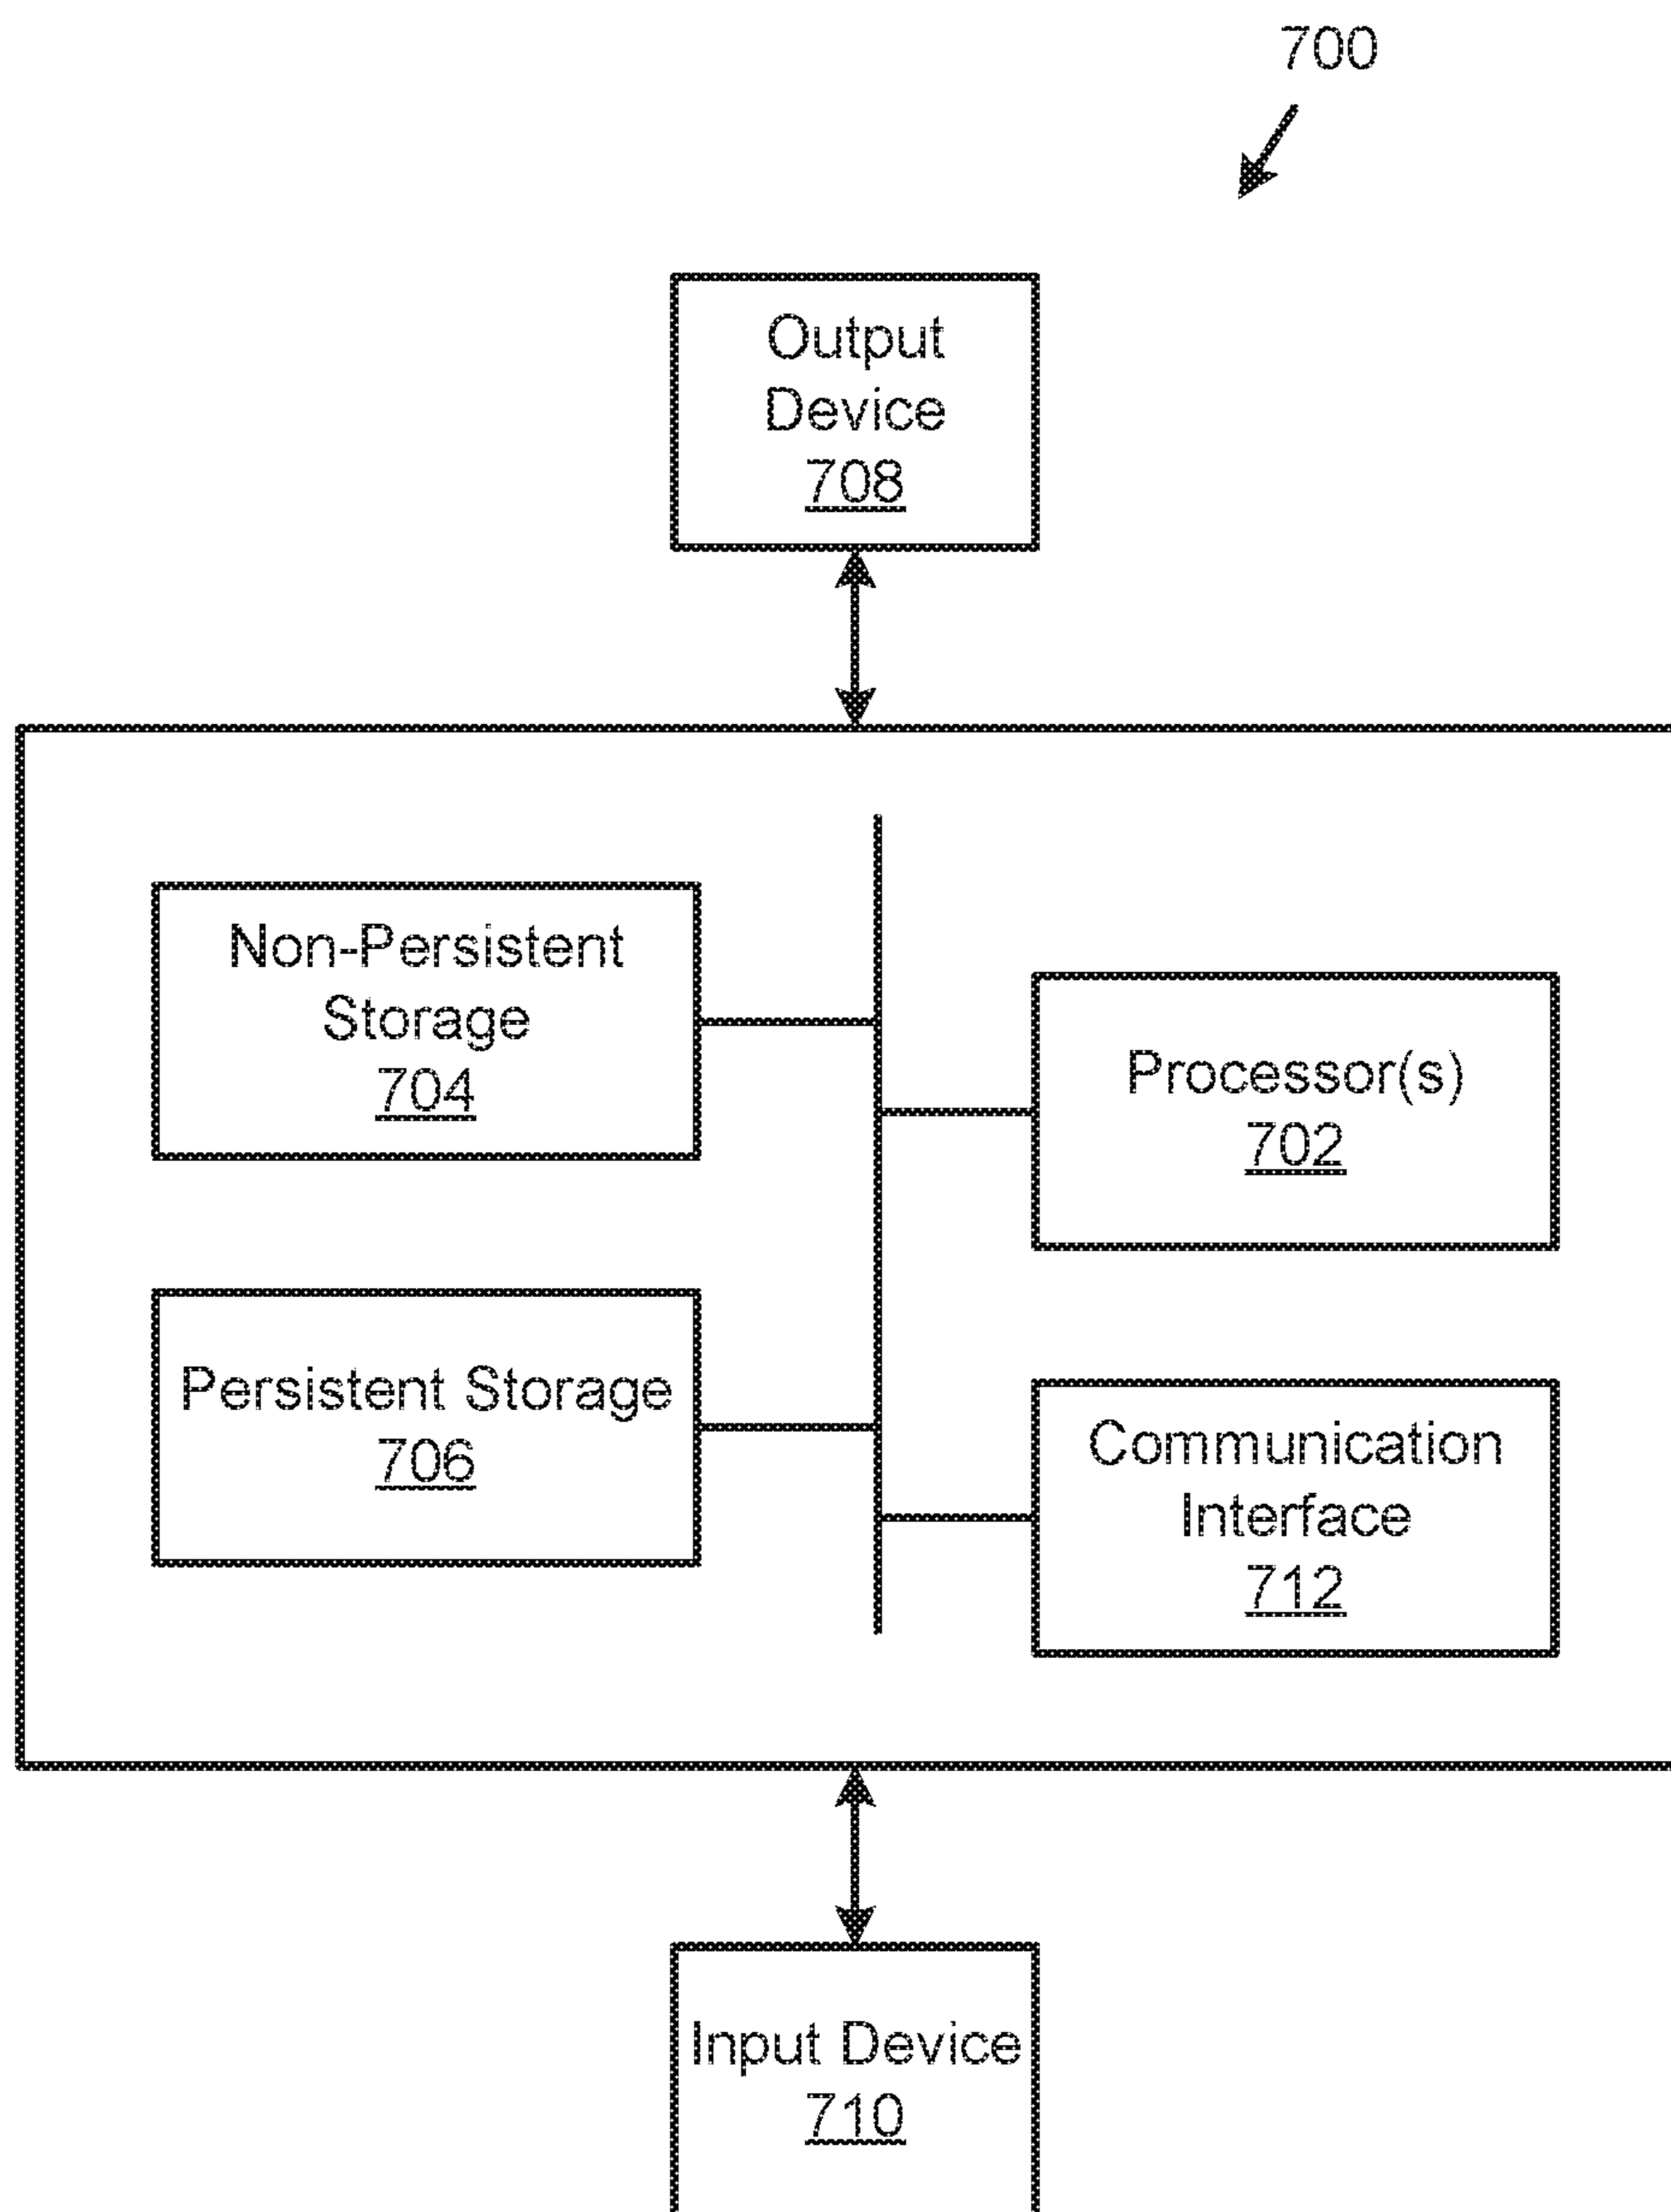 700
Output
Device
708
Non-Persistent
Storage
704
Processor(s)
702
Persistent Storage
706
Communication
Interface
712
Input Device
710